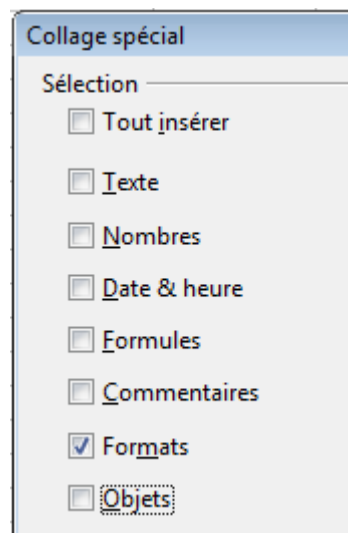 Collage spécial
Sélection
Tout insérer
Texte
Nombres
Date & heure
Formules
Commentaires
Formats
Objets